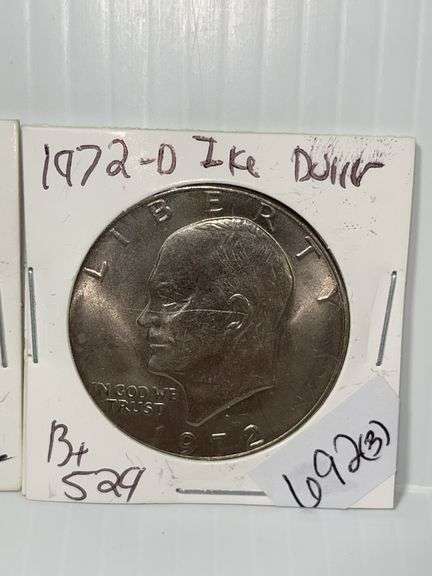 1972-D Ike Dollar
LIBERTY
IN GOD WE
TRUST
1972
B+
529
692(3)